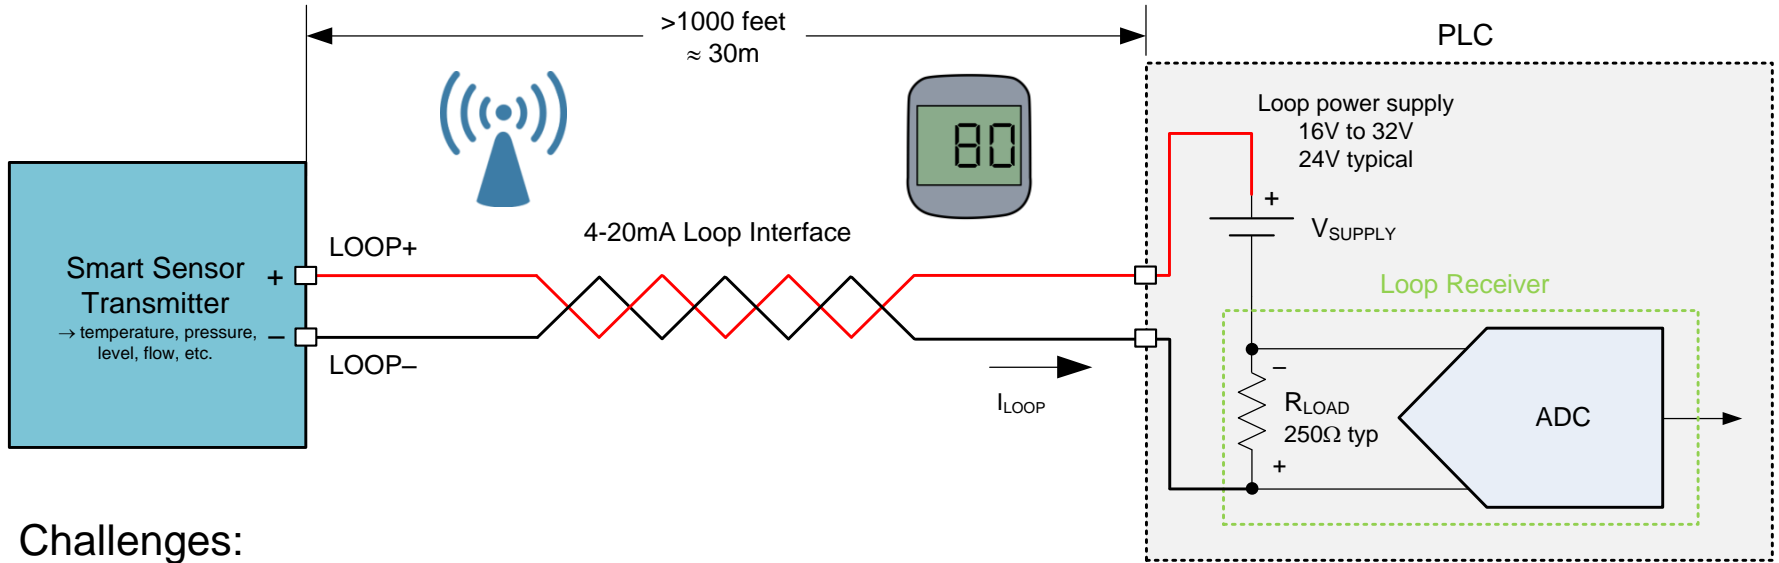 >1000 feet
≈ 30m
PLC
Loop power supply
16V to 32V
24V typical
80
+
VSUPPLY
4-20mA Loop Interface
LOOP+
Smart Sensor
Transmitter
→ temperature, pressure,
level, flow, etc.
+
–
LOOP–
ILOOP
Loop Receiver
–
RLOAD
250Ω typ
+
ADC
Challenges: